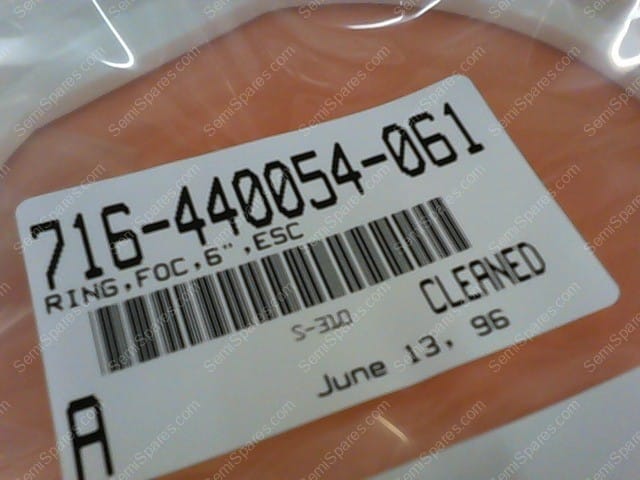 716-440054-061
RING,FOC,6",ESC
S-310
CLEANED
June 13, 96
A
SemiSpares.com